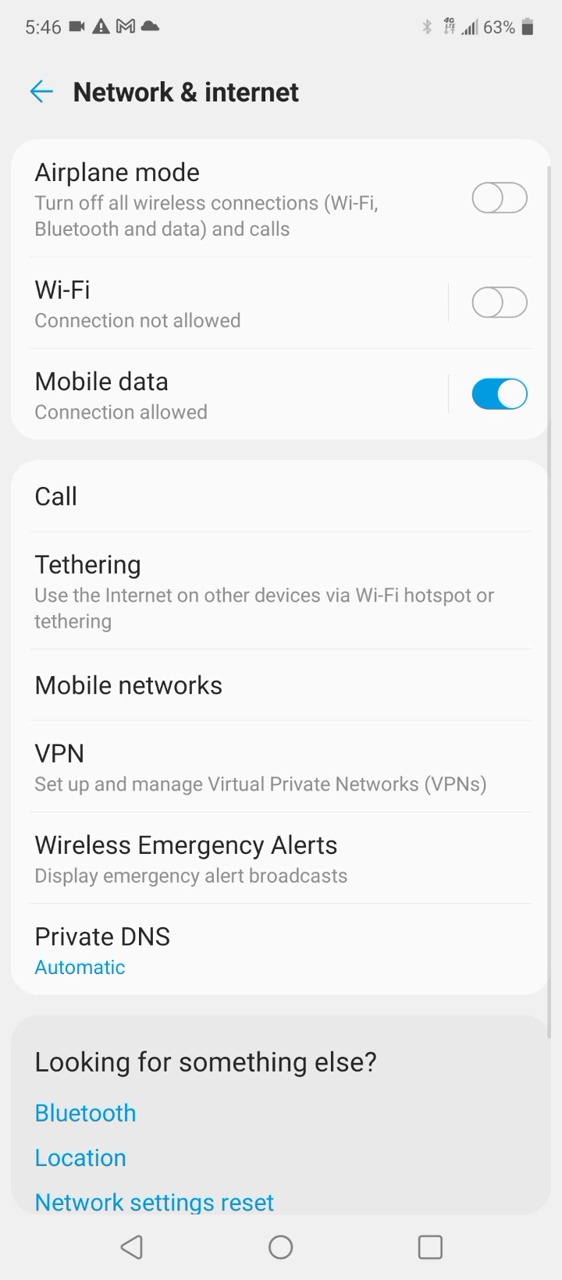 5:46 63%
Network & internet
Airplane mode
Turn off all wireless connections (Wi-Fi,
Bluetooth and data) and calls
Wi-Fi
Connection not allowed
Mobile data
Connection allowed
Call
Tethering
Use the Internet on other devices via Wi-Fi hotspot or
tethering
Mobile networks
VPN
Set up and manage Virtual Private Networks (VPNs)
Wireless Emergency Alerts
Display emergency alert broadcasts
Private DNS
Automatic
Looking for something else?
Bluetooth
Location
Network settings reset